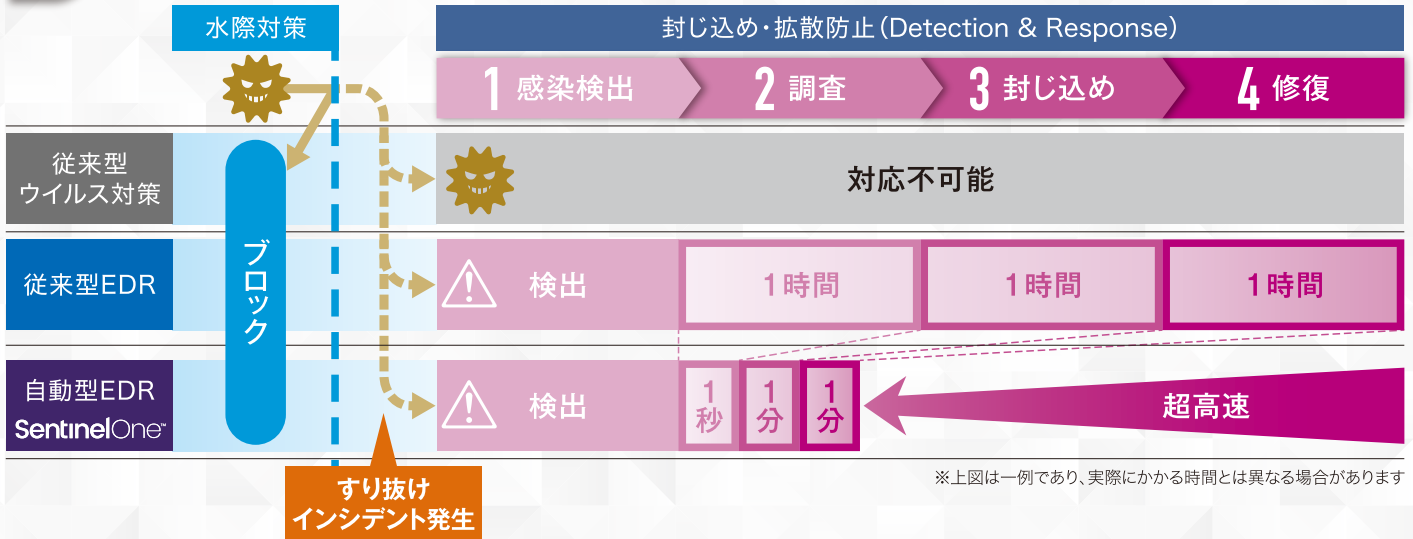 水際対策
封じ込め・拡散防止(Detection & Response)
1 感染検出
2 調査
3 封じ込め
4 修復
従来型
ウイルス対策
対応不可能
ブロック
従来型EDR
検出
1時間
1時間
1時間
自動型EDR
SentinelOne™
検出
1秒
1分
1分
超高速
すり抜け
インシデント発生
※上図は一例であり、実際にかかる時間とは異なる場合があります